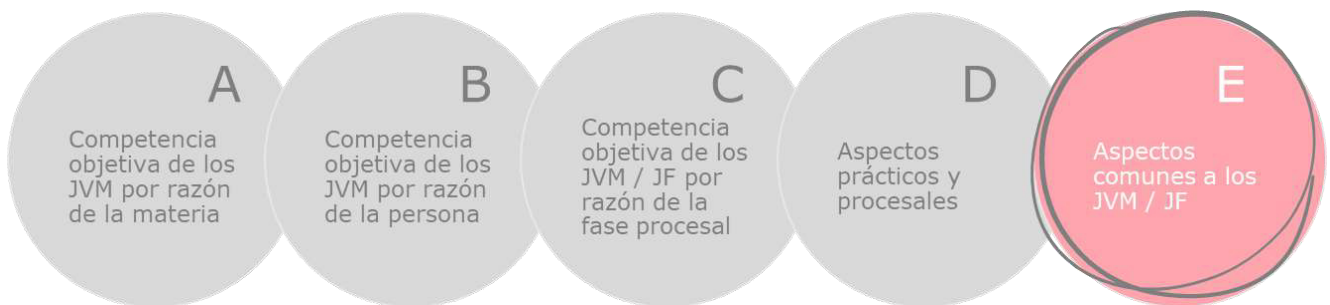 A
Competencia
objetiva de los
JVM por razón
de la materia
B
Competencia
objetiva de los
JVM por razón
de la persona
C
Competencia
objetiva de los
JVM / JF por
razón de la
fase procesal
D
Aspectos
prácticos y
procesales
E
Aspectos
comunes a los
JVM / JF